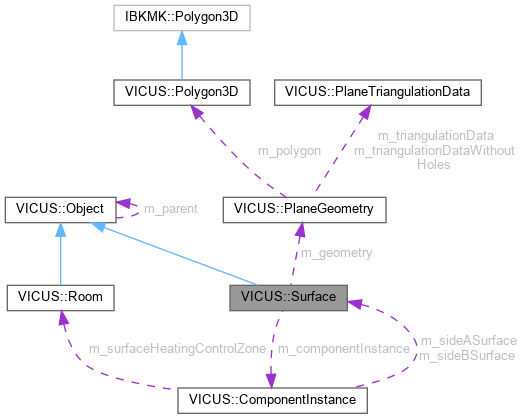 IBKMK::Polygon3D
VICUS::Polygon3D
VICUS::PlaneTriangulationData
m_polygon
m_triangulationData
m_triangulationDataWithout
Holes
VICUS::Object
m_parent
VICUS::PlaneGeometry
m_geometry
VICUS::Room
VICUS::Surface
m_surfaceHeatingControlZone
m_componentInstance
m_sideASurface
m_sideBSurface
VICUS::ComponentInstance